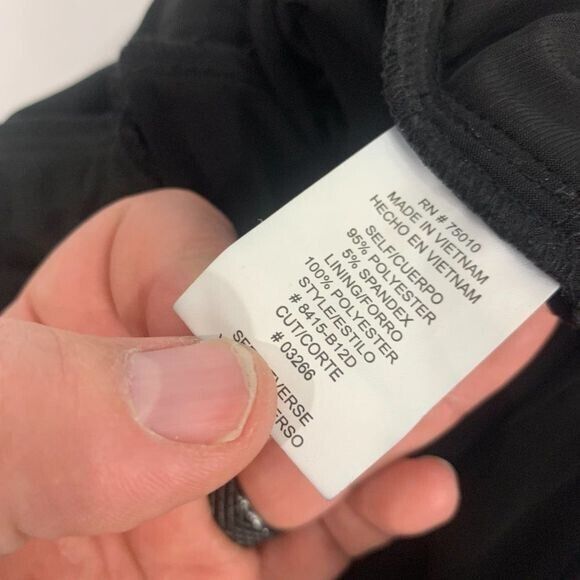 RN # 75010
MADE IN VIETNAM
HECHO EN VIETNAM
SELF/CUERPO
95% POLYESTER
5% SPANDEX
LINING/FORRO
100% POLYESTER
STYLE/ESTILO
# 8415-B12D
CUT/CORTE
# 03266